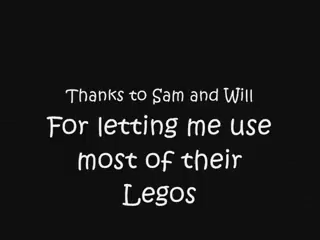 Thanks to Sam and Will
For letting me use
most of their
Legos